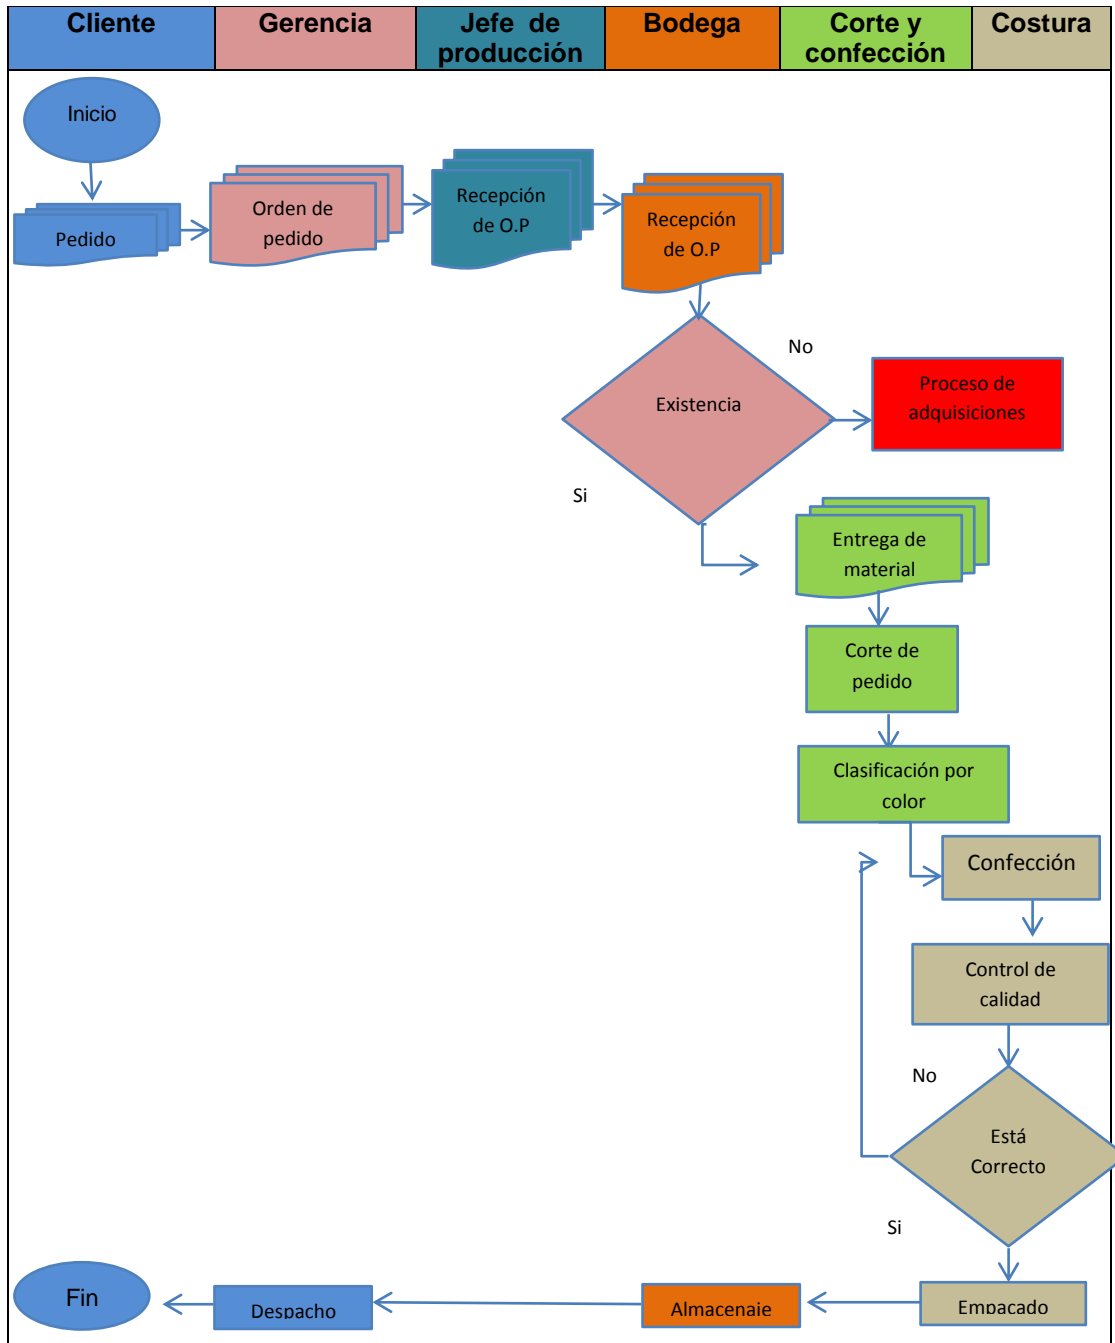 Cliente
Gerencia
Jefe de
producción
Bodega
Corte y
confección
Costura
Inicio
Pedido
Orden de
pedido
Recepción
de O.P
Recepción
de O.P
No
Existencia
Proceso de
adquisiciones
Si
Entrega de
material
Corte de
pedido
Clasificación por
color
Confección
Control de
calidad
No
Está
Correcto
Si
Fin
Despacho
Almacenaje
Empacado